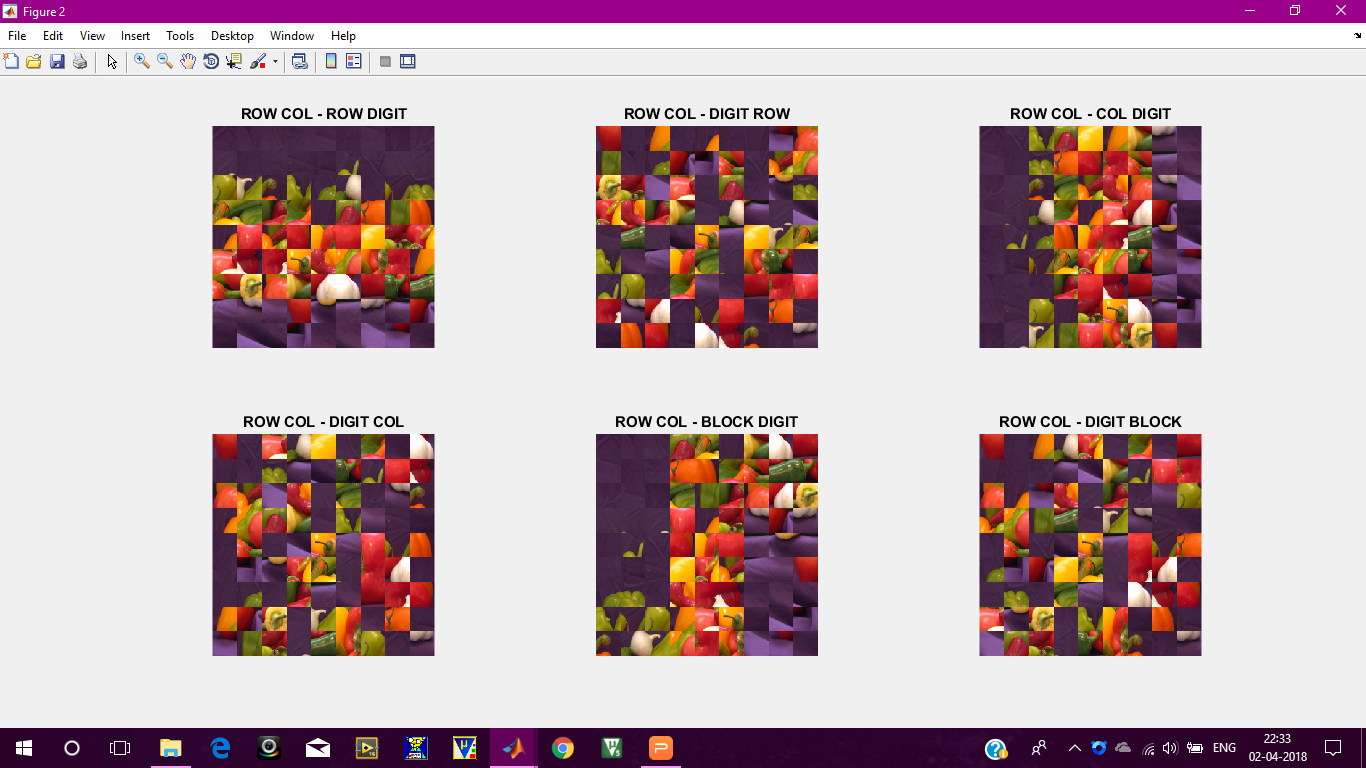 Figure 2
File Edit View Insert Tools Desktop Window Help
ROW COL - ROW DIGIT
ROW COL - DIGIT ROW
ROW COL - COL DIGIT
ROW COL - DIGIT COL
ROW COL - BLOCK DIGIT
ROW COL - DIGIT BLOCK
ENG
22:33
02-04-2018